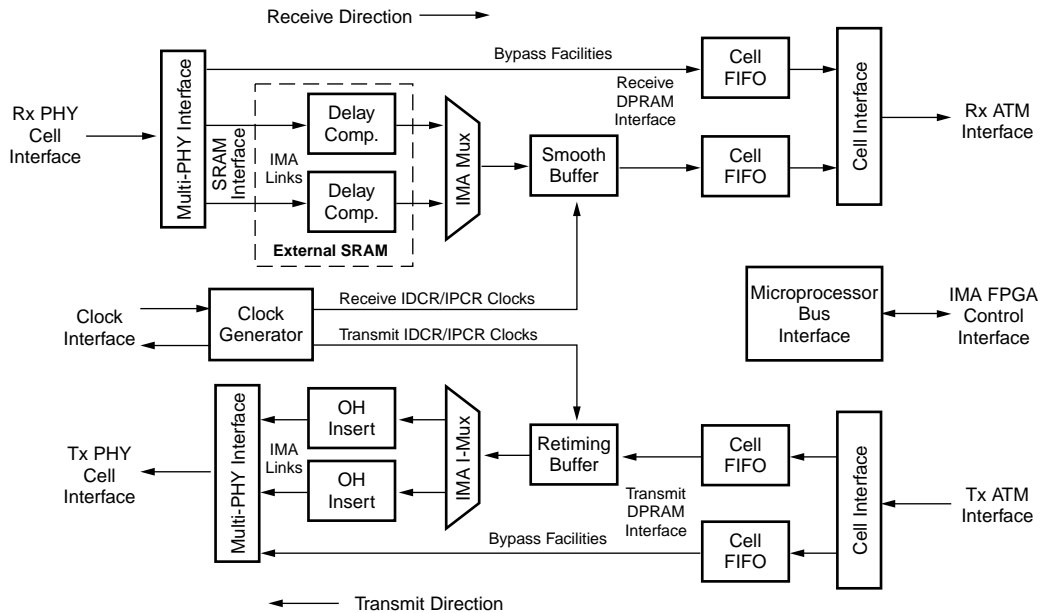 Receive Direction
Bypass Facilities
Cell
FIFO
Rx PHY
Cell
Interface
Multi-PHY Interface
SRAM
Interface
IMA
Links
Delay
Comp.
Delay
Comp.
External SRAM
IMA Mux
Smooth
Buffer
Receive
DPRAM
Interface
Cell
FIFO
Cell Interface
Rx ATM
Interface
Clock
Interface
Clock
Generator
Receive IDCR/IPCR Clocks
Transmit IDCR/IPCR Clocks
Microprocessor
Bus
Interface
IMA FPGA
Control
Interface
Tx PHY
Cell
Interface
Multi-PHY Interface
IMA
Links
OH
Insert
OH
Insert
IMA I-Mux
Retiming
Buffer
Transmit
DPRAM
Interface
Cell
FIFO
Cell
FIFO
Cell Interface
Tx ATM
Interface
Bypass Facilities
Transmit Direction